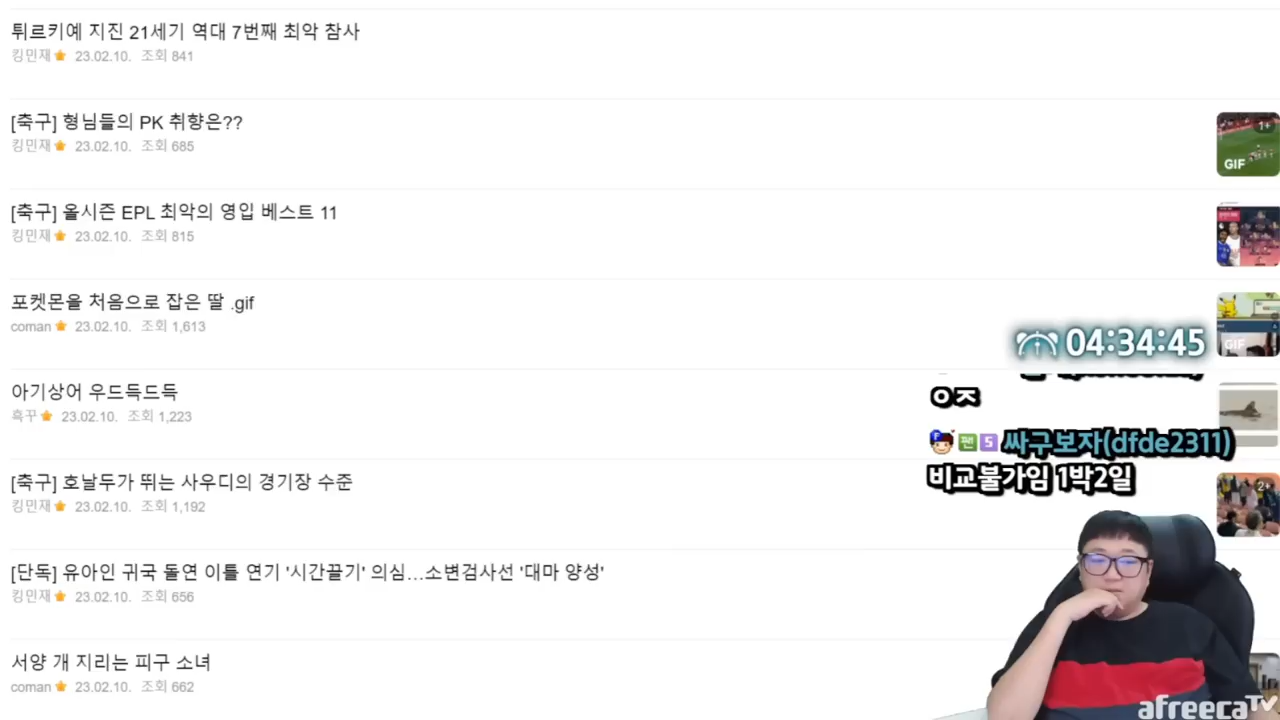 튀르키예 지진 21세기 역대 7번째 최악 참사
킹민재 23.02.10. 조회 841
[축구] 형님들의 PK 취향은??
킹민재 23.02.10. 조회 685
1+
GIF
[축구] 올시즌 EPL 최악의 영입 베스트 11
킹민재 23.02.10. 조회 815
포켓몬을 처음으로 잡은 딸 .gif
coman 23.02.10. 조회 1,613
GIF
04:34:45
아기상어 우드득드득
흑꾸 23.02.10. 조회 1,223
ㅇㅈ
팬 5 싸구보자(dfde2311)
비교불가임 1박2일
[축구] 호날두가 뛰는 사우디의 경기장 수준
킹민재 23.02.10. 조회 1,192
2+
[단독] 유아인 귀국 돌연 이틀 연기 '시간끌기' 의심…소변검사선 '대마 양성'
킹민재 23.02.10. 조회 656
서양 개 지리는 피구 소녀
coman 23.02.10. 조회 662
afreecaTV